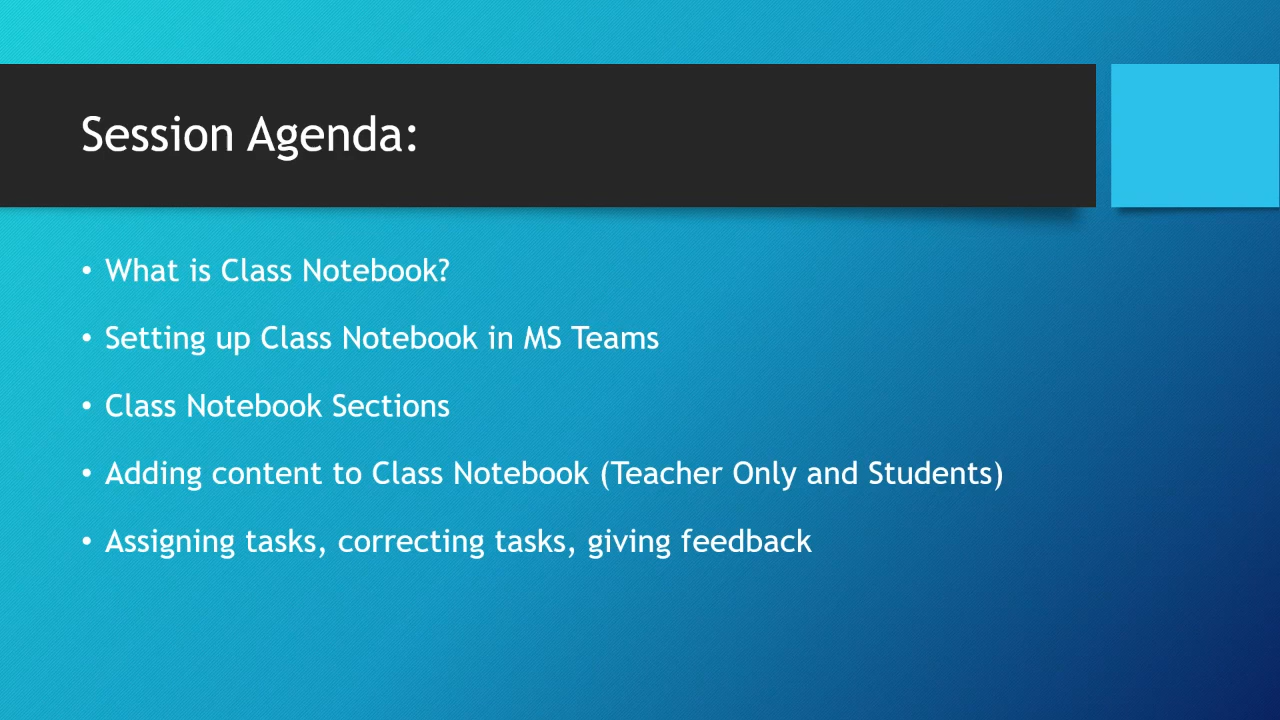 Session Agenda:
• What is Class Notebook?
• Setting up Class Notebook in MS Teams
• Class Notebook Sections
• Adding content to Class Notebook (Teacher Only and Students)
• Assigning tasks, correcting tasks, giving feedback